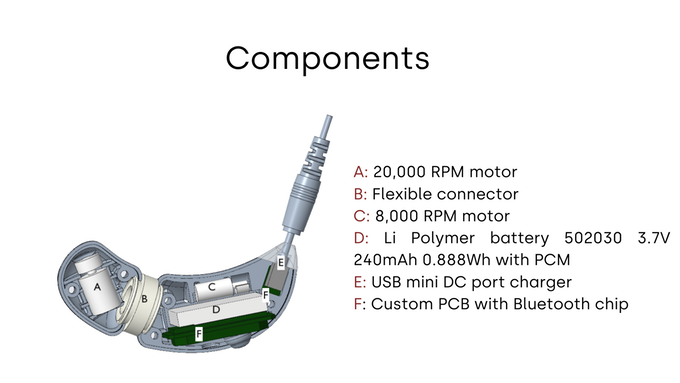 Components
A: 20,000 RPM motor
B: Flexible connector
C: 8,000 RPM motor
D: Li Polymer battery 502030 3.7V
240mAh 0.888Wh with PCM
E: USB mini DC port charger
F: Custom PCB with Bluetooth chip
E
A
B
C
F
D
F